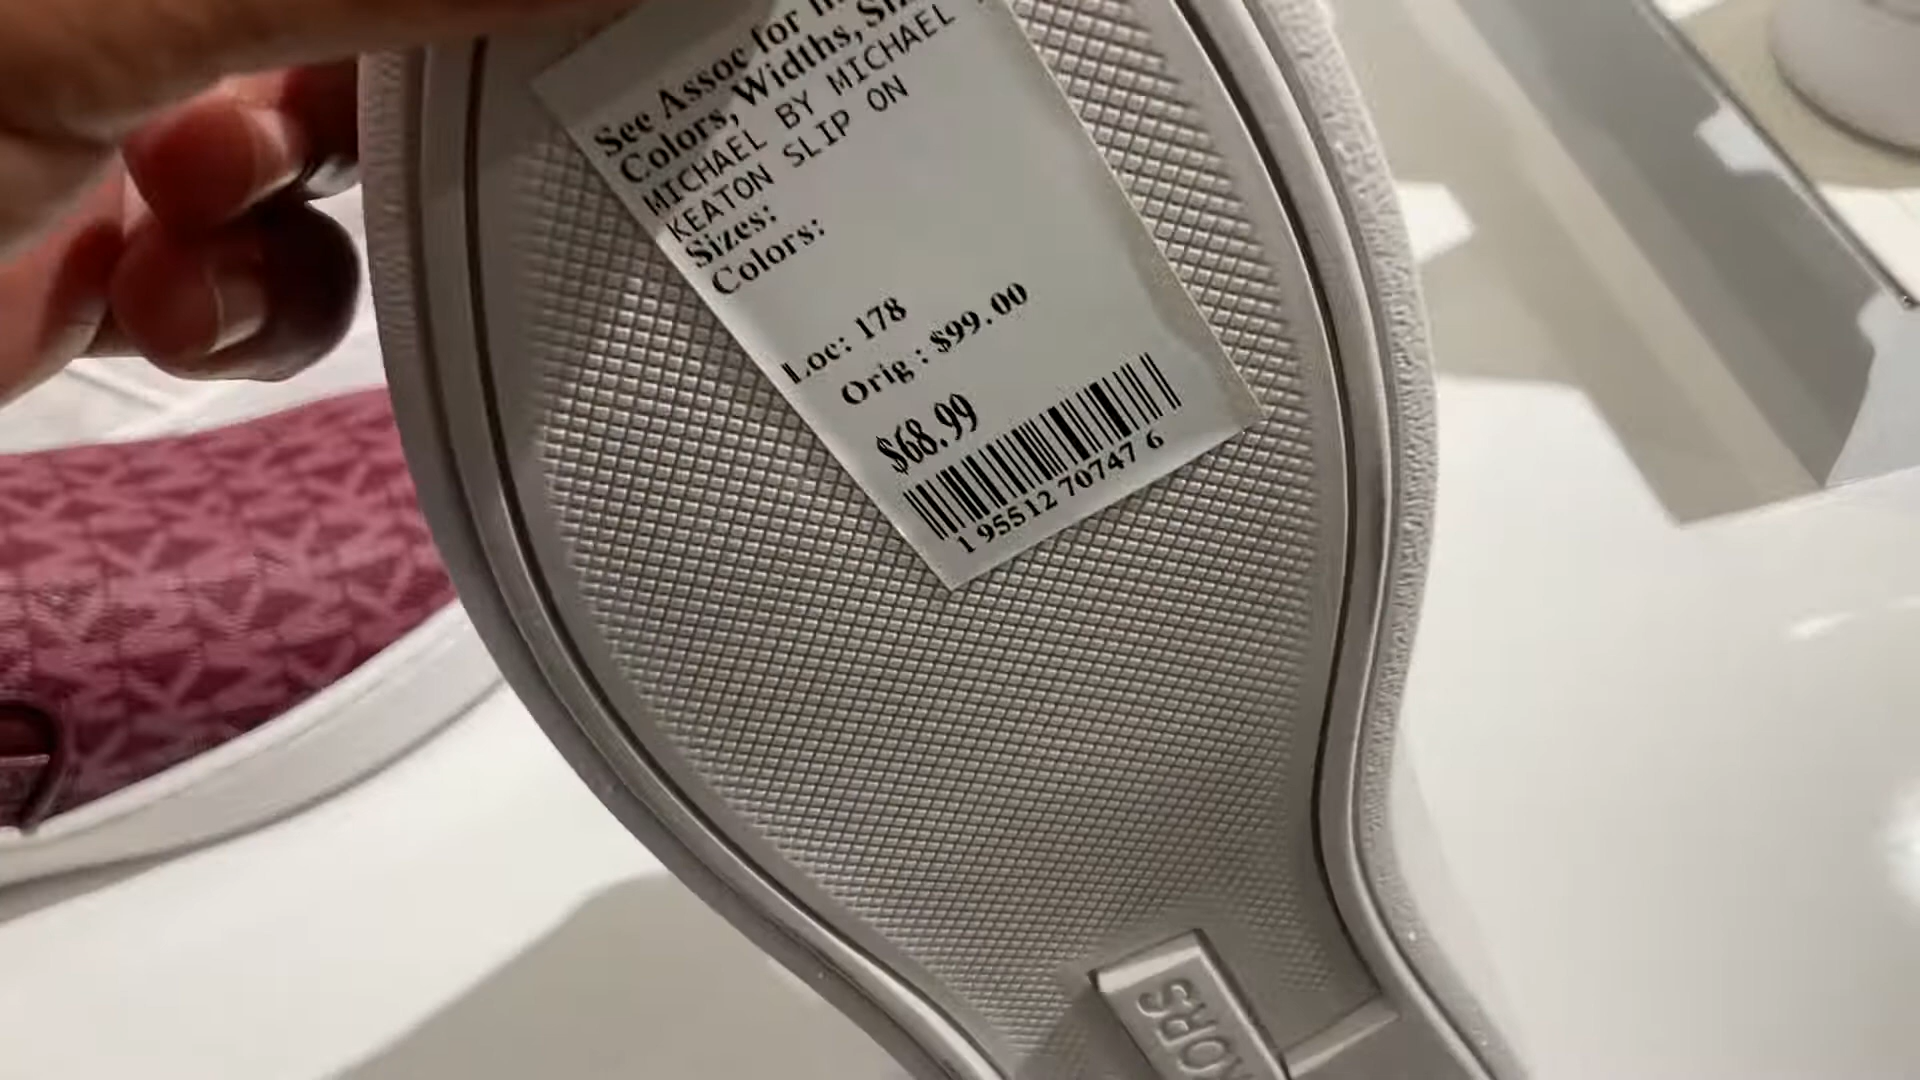 See Assoc for
Colors, Widths,
MICHAEL BY MICHAEL
KEATON SLIP ON
Sizes:
Colors:
Loc: 178
Orig : $99.00
$68.99
1 95512 70747 6
KORS